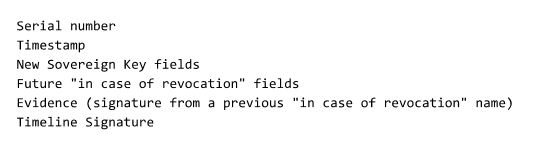 Serial number
Timestamp
New Sovereign Key fields
Future "in case of revocation" fields
Evidence (signature from a previous "in case of revocation" name)
Timeline Signature